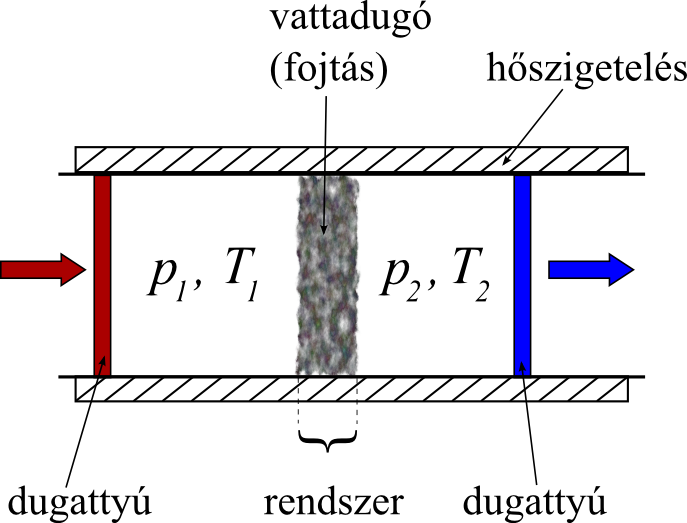 vattadugó
(fojtás)
hőszigetelés
p1, T1
p2, T2
dugattyú
rendszer
dugattyú